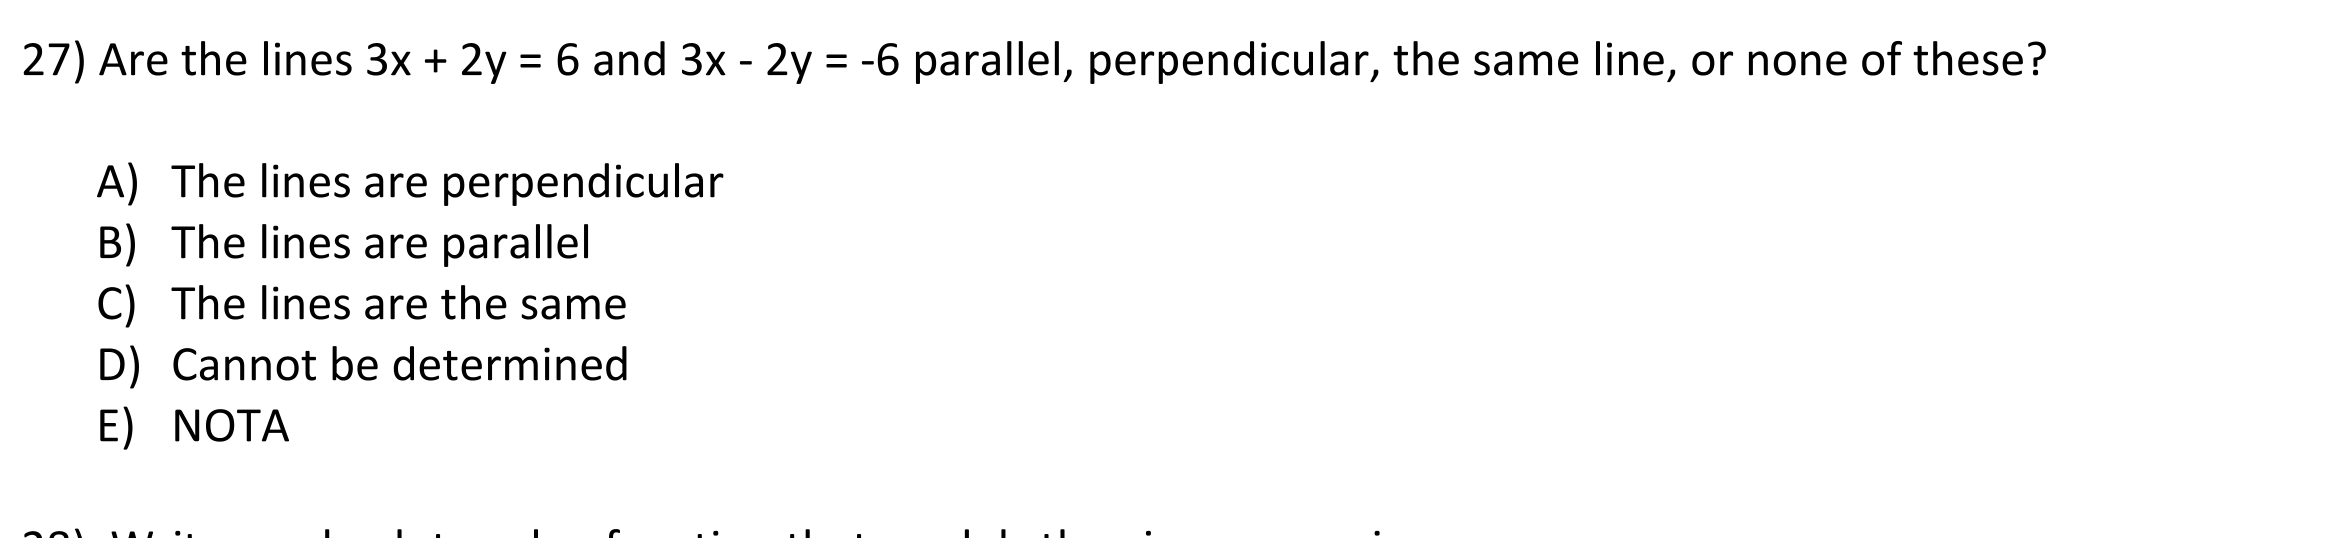 27) Are the lines 3x + 2y = 6 and 3x - 2y = -6 parallel, perpendicular, the same line, or none of these?
A) The lines are perpendicular
B) The lines are parallel
C) The lines are the same
D) Cannot be determined
E) NOTA